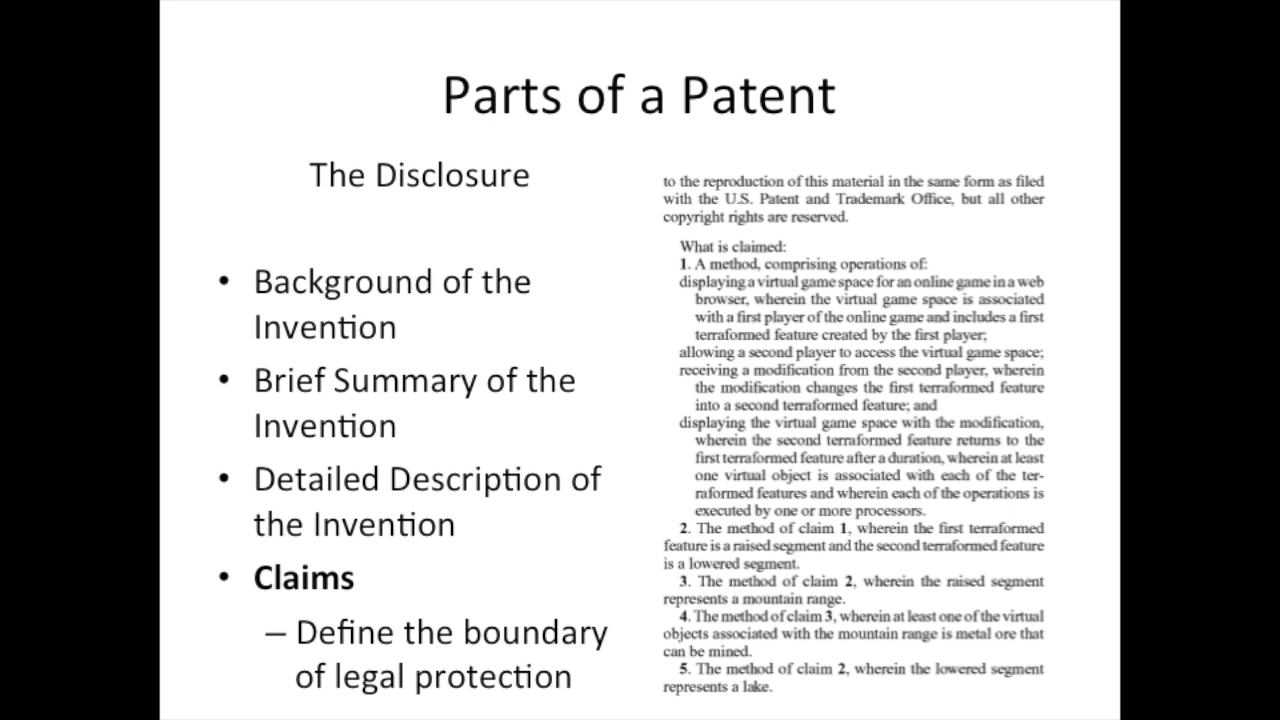 Parts of a Patent
The Disclosure
• Background of the
Invention
• Brief Summary of the
Invention
• Detailed Description of
the Invention
• Claims
– Define the boundary
of legal protection
to the reproduction of this material in the same form as filed
with the U.S. Patent and Trademark Office, but all other
copyright rights are reserved.
What is claimed:
1. A method, comprising operations of:
displaying a virtual game space for an online game in a web
browser, wherein the virtual game space is associated
with a first player of the online game and includes a first
terraformed feature created by the first player;
allowing a second player to access the virtual game space;
receiving a modification from the second player, wherein
the modification changes the first terraformed feature
into a second terraformed feature; and
displaying the virtual game space with the modification,
wherein the second terraformed feature returns to the
first terraformed feature after a duration, wherein at least
one virtual object is associated with each of the ter-
raformed features and wherein each of the operations is
executed by one or more processors.
2. The method of claim 1, wherein the first terraformed
feature is a raised segment and the second terraformed feature
is a lowered segment.
3. The method of claim 2, wherein the raised segment
represents a mountain range.
4. The method of claim 3, wherein at least one of the virtual
objects associated with the mountain range is metal ore that
can be mined.
5. The method of claim 2, wherein the lowered segment
represents a lake.